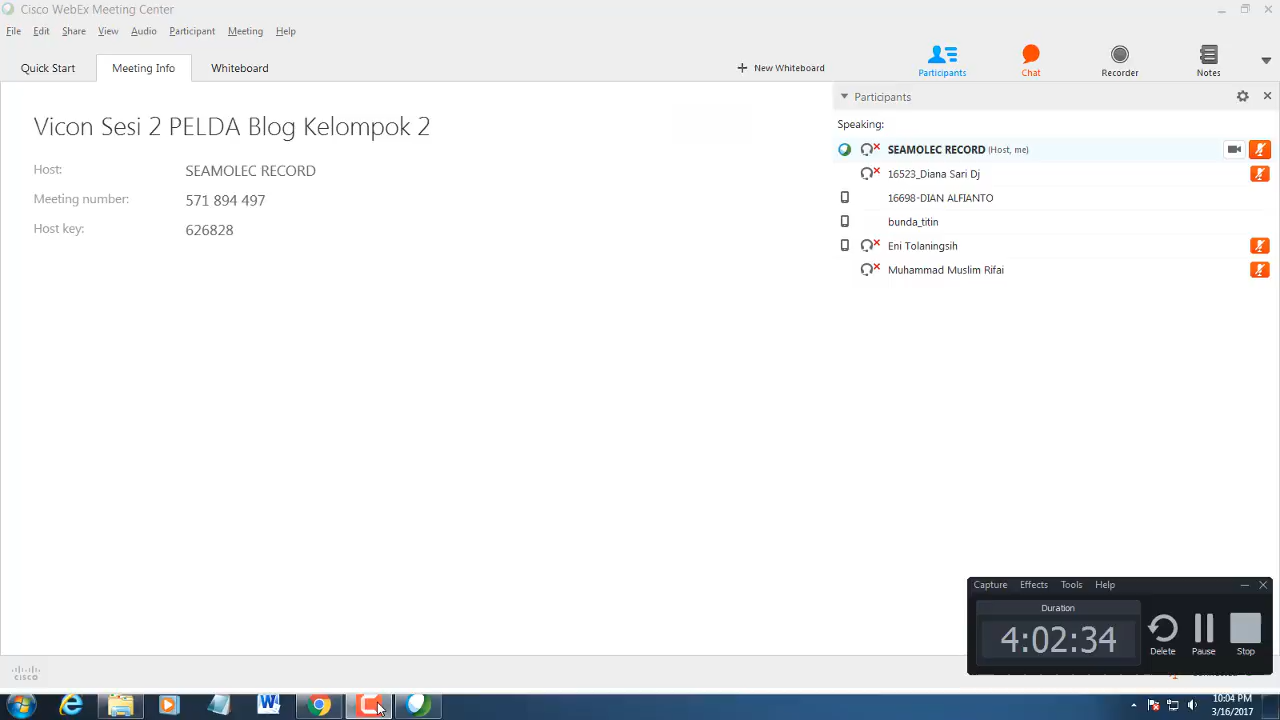 Cisco WebEx Meeting Center
File Edit Share View Audio Participant Meeting Help
Quick Start Meeting Info Whiteboard
New Whiteboard
Participants Chat Recorder Notes
Participants
Speaking:
Vicon Sesi 2 PELDA Blog Kelompok 2
Host: SEAMOLEC RECORD
Meeting number: 571 894 497
Host key: 626828
SEAMOLEC RECORD (Host, me)
16523_Diana Sari Dj
16698-DIAN ALFIANTO
bunda_titin
Eni Tolaningsih
Muhammad Muslim Rifai
Capture Effects Tools Help
Duration
4:02:34
Delete Pause Stop
CISCO
10:04 PM
3/16/2017